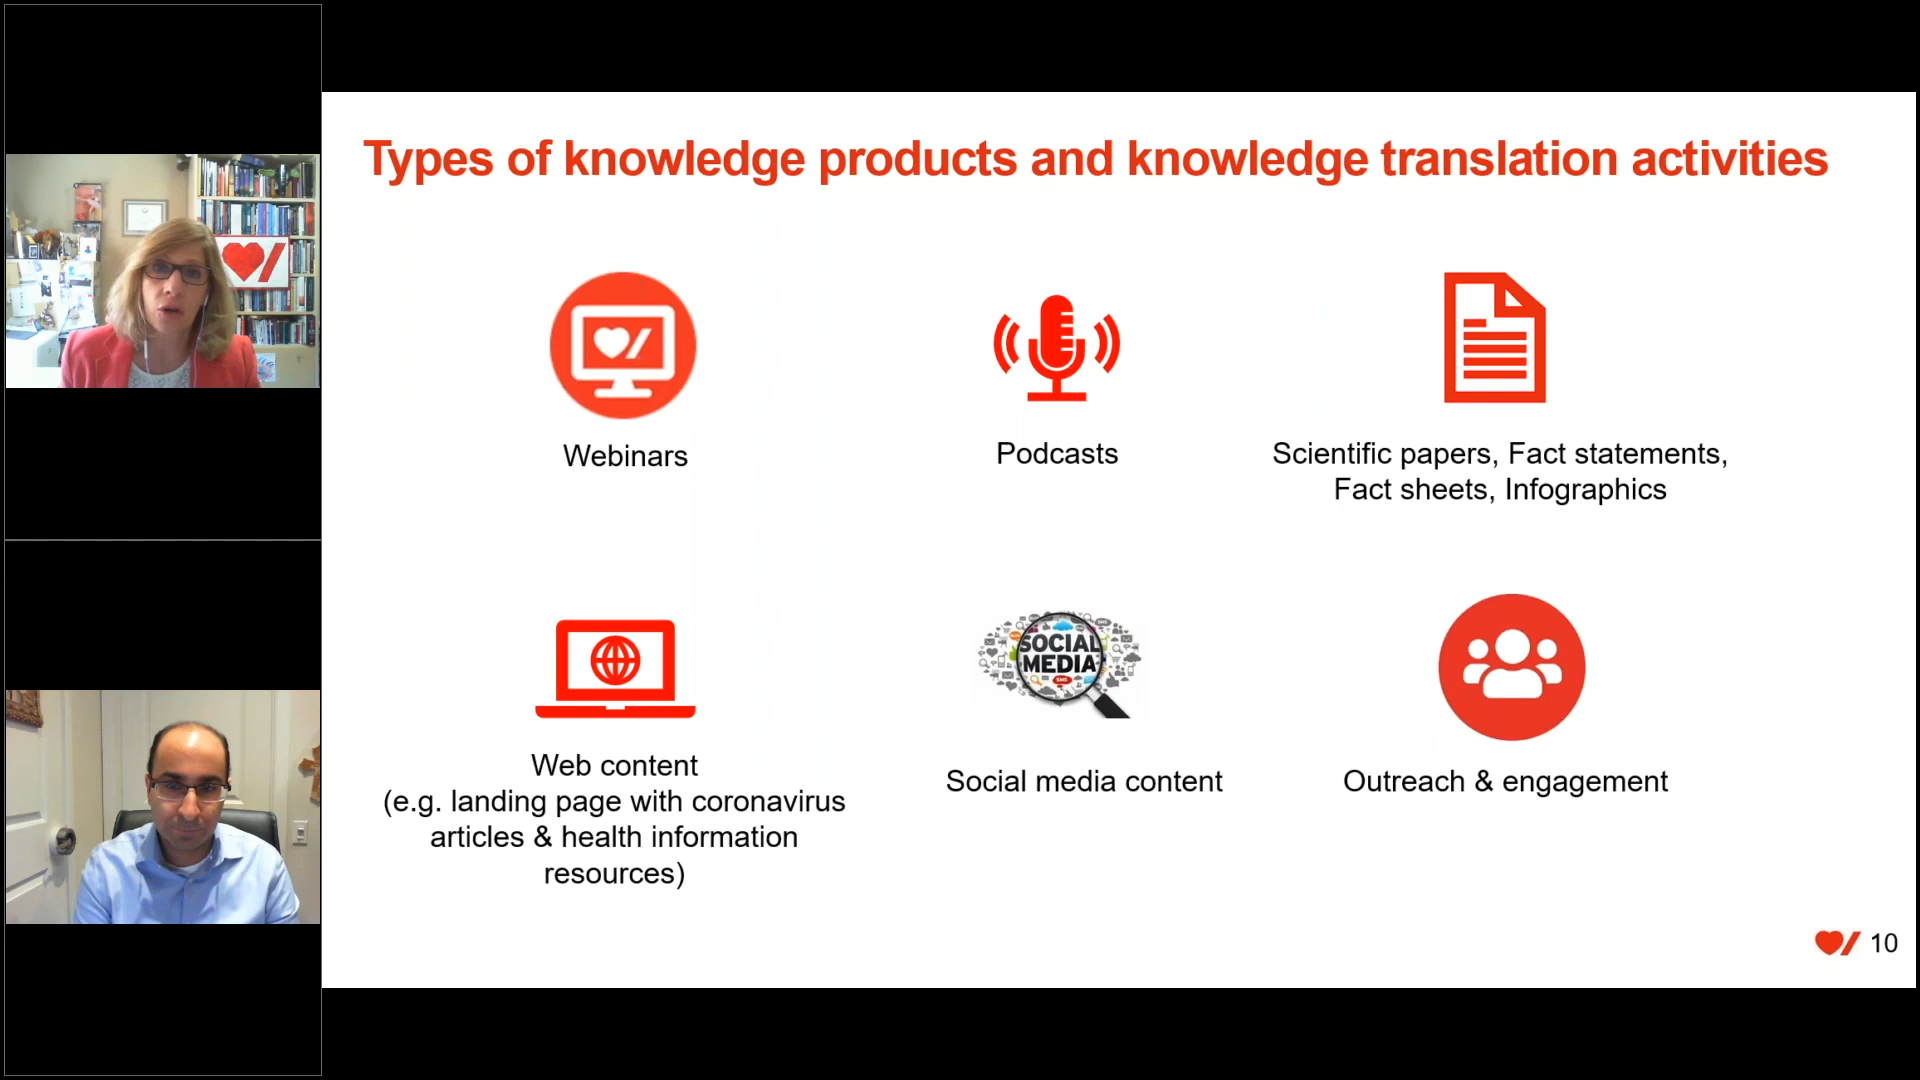 Types of knowledge products and knowledge translation activities
Webinars
Podcasts
Scientific papers, Fact statements,
Fact sheets, Infographics
SOCIAL
MEDIA
Web content
(e.g. landing page with coronavirus
articles & health information
resources)
Social media content
Outreach & engagement
10